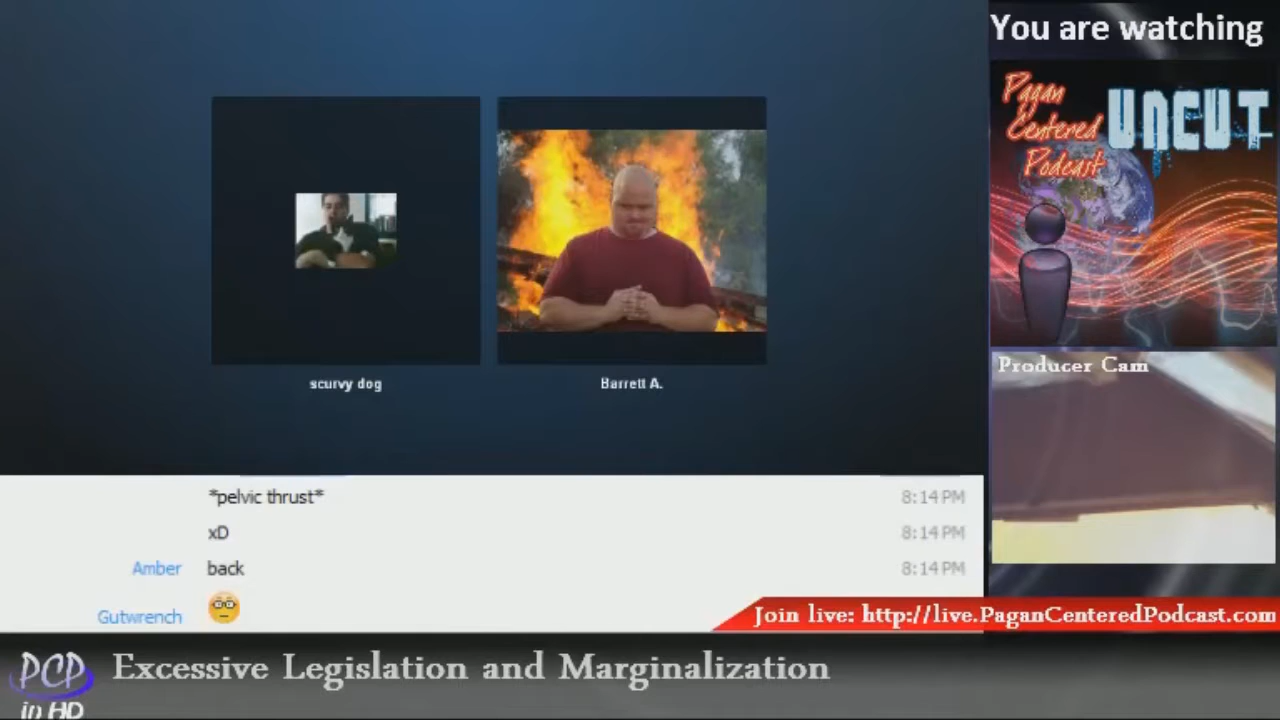 You are watching
Pagan
Centered
Podcast
UNCUT
scurvy dog
Barrett A.
Producer Cam
*pelvic thrust* 8:14 PM
xD 8:14 PM
Amber back 8:14 PM
Gutwrench
Join live: http://live.PaganCenteredPodcast.com
PCP
in HD
Excessive Legislation and Marginalization